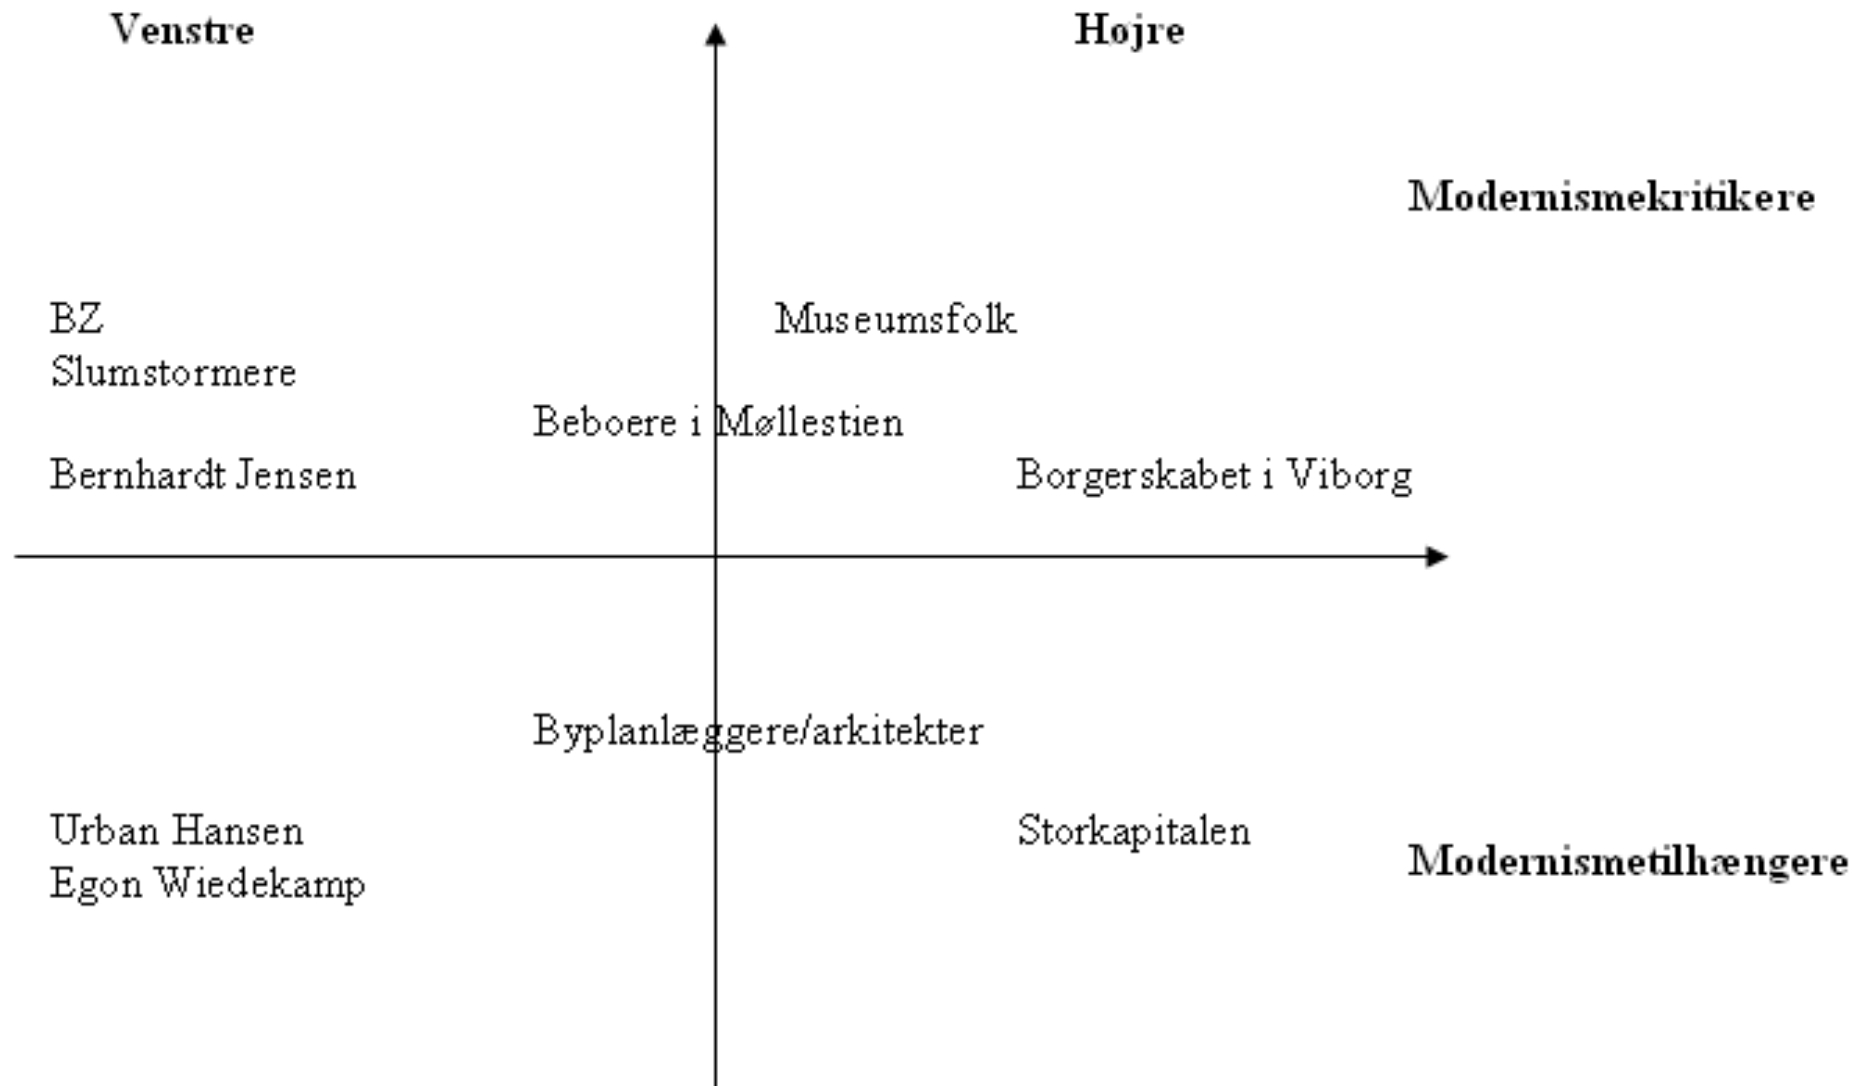 Venstre
Højre
Modernismekritikere
BZ
Museumsfolk
Slumstormere
Beboere i Møllestien
Bernhardt Jensen
Borgerskabet i Viborg
Byplanlæggere/arkitekter
Urban Hansen
Storkapitalen
Modernismetilhængere
Egon Wiedekamp